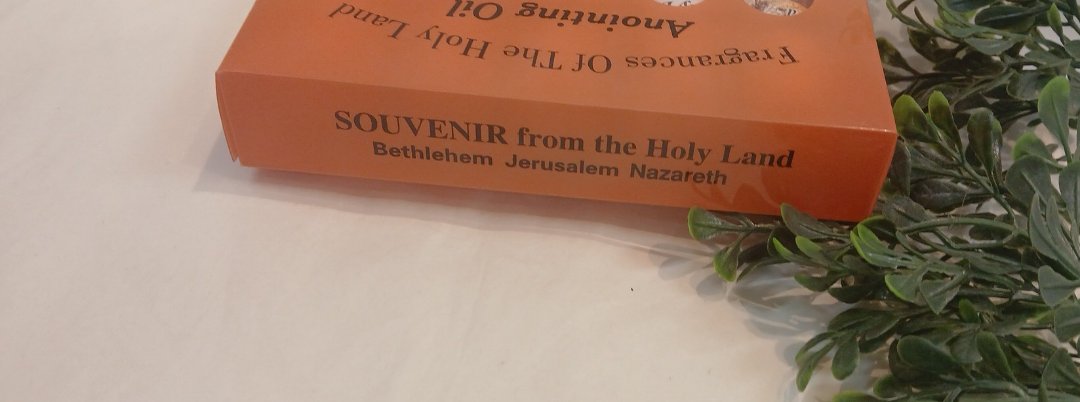 Anointing Oil
Fragrances Of The Holy Land
SOUVENIR from the Holy Land
Bethlehem Jerusalem Nazareth